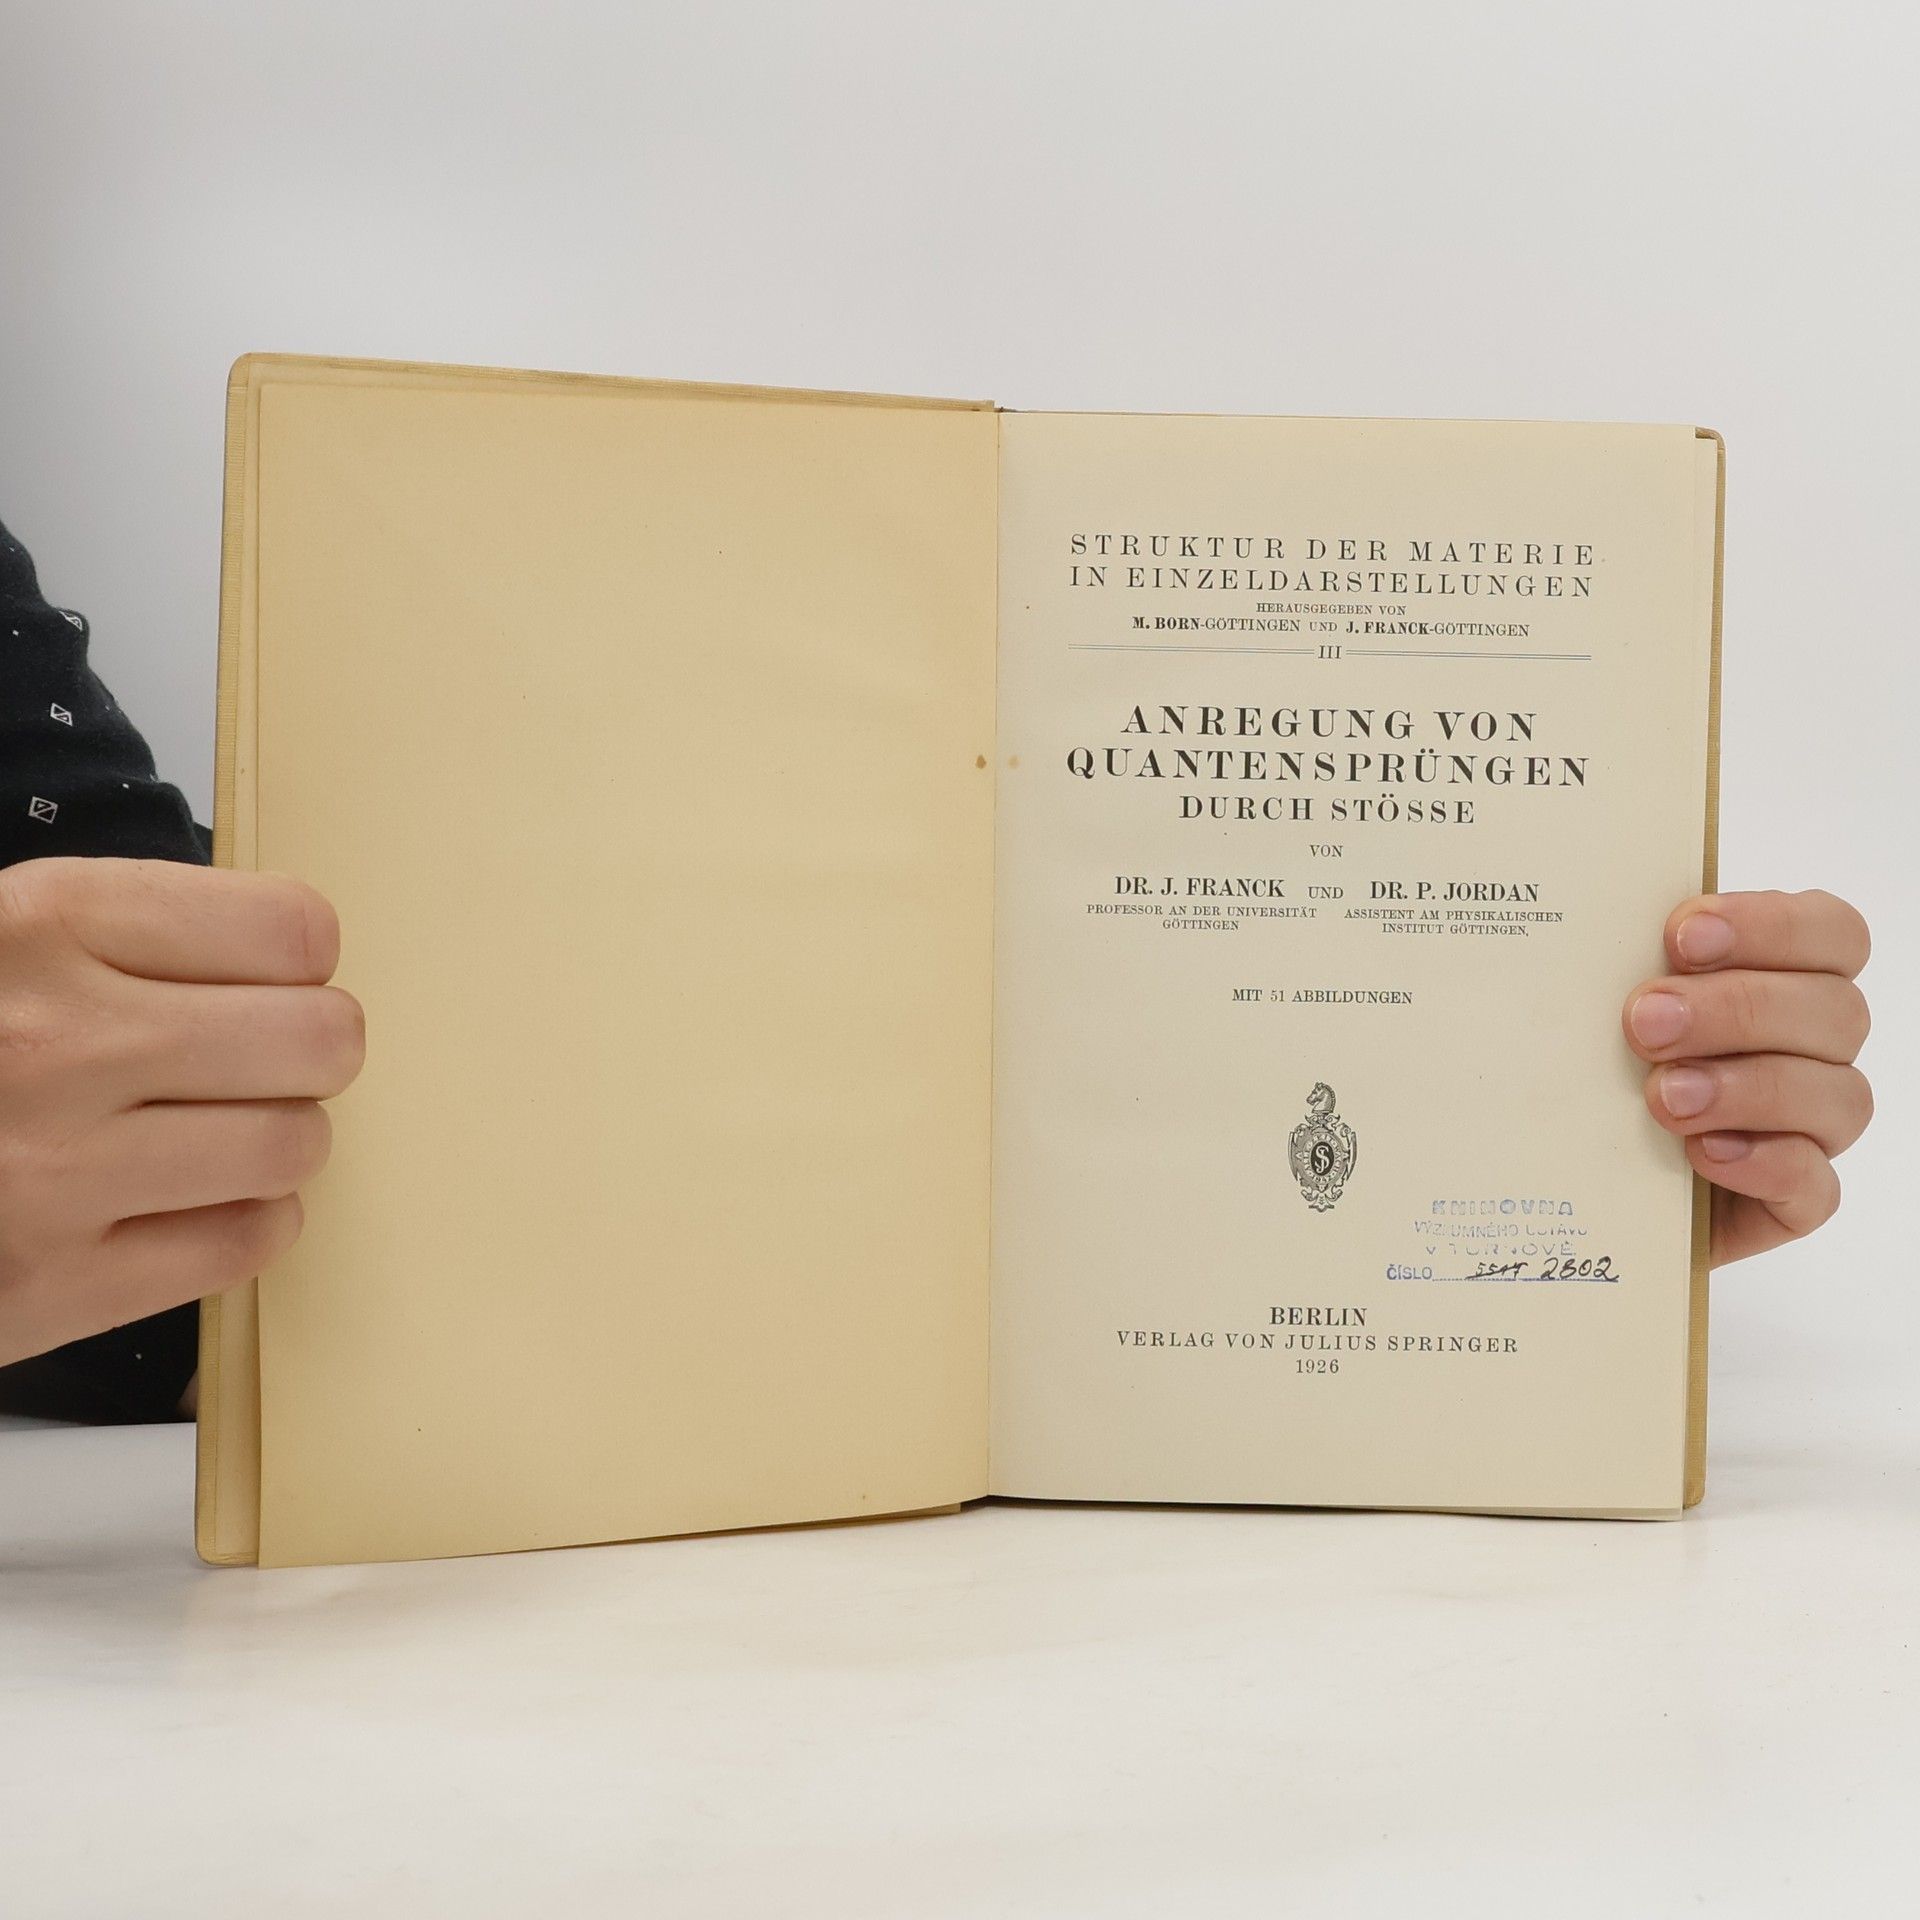 STRUKTUR DER MATERIE
IN EINZELDARSTELLUNGEN
HERAUSGEGEBEN VON
M. BORN-GÖTTINGEN UND J. FRANCK-GÖTTINGEN
III
ANREGUNG VON
QUANTENSPRÜNGEN
DURCH STÖSSE
VON
DR. J. FRANCK UND DR. P. JORDAN
PROFESSOR AN DER UNIVERSITÄT ASSISTENT AM PHYSIKALISCHEN
GÖTTINGEN INSTITUT GÖTTINGEN,
MIT 51 ABBILDUNGEN
KNIHOVNA
VÝZKUMNÉHO ÚSTAVU
V TURNOVĚ
ČÍSLO 2802
BERLIN
VERLAG VON JULIUS SPRINGER
1926